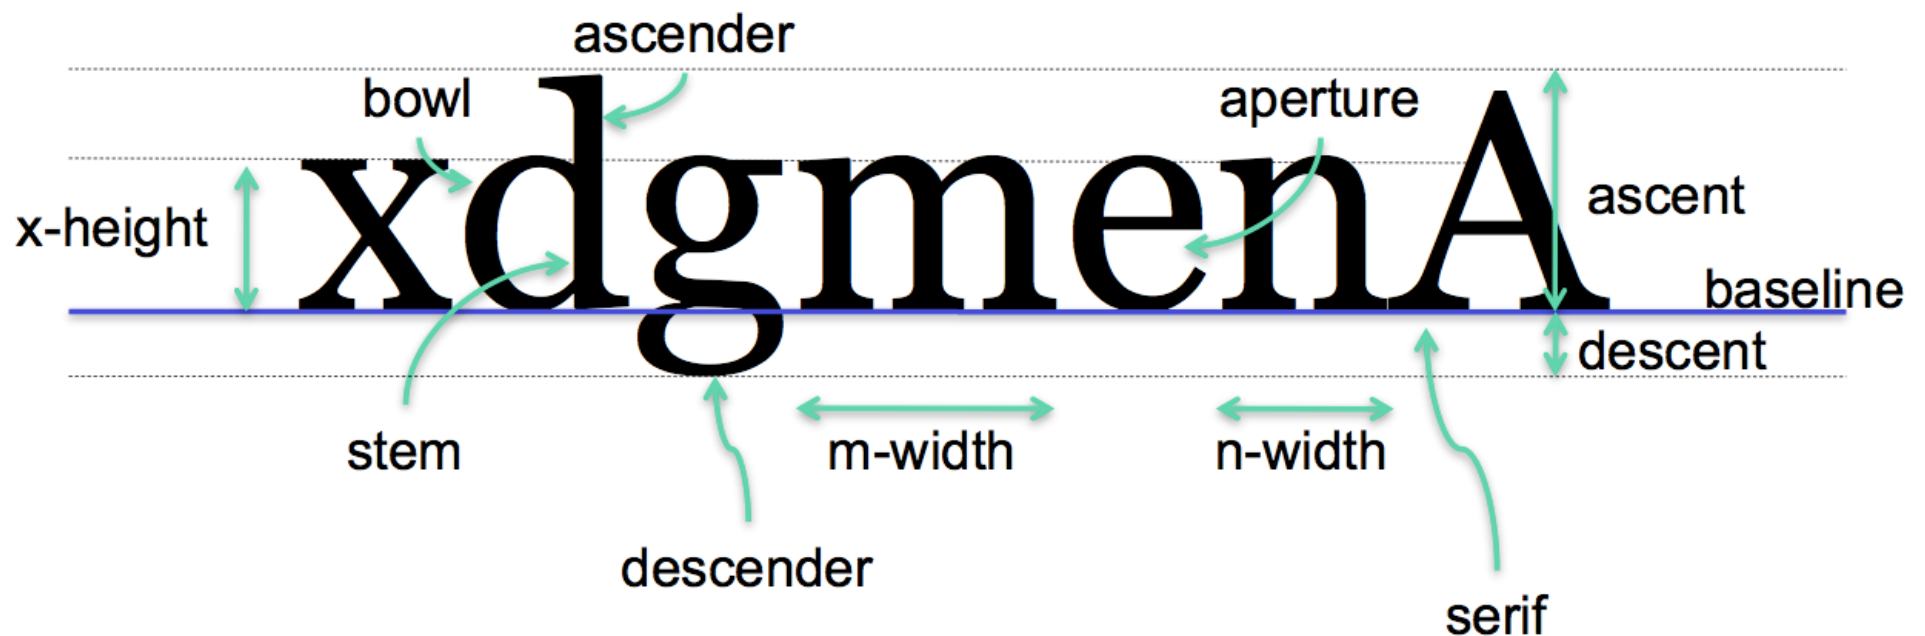 ascender
bowl
aperture
xdgmenA
x-height
ascent
baseline
descent
stem
m-width
n-width
descender
serif